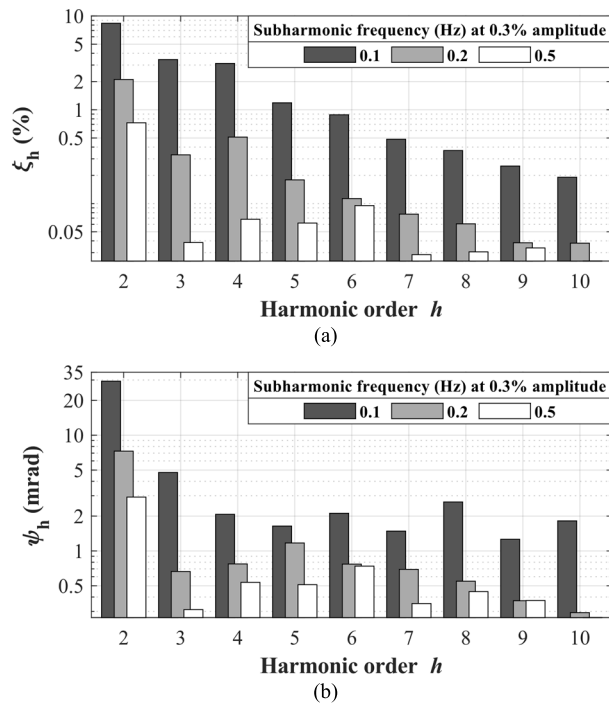 10
5
2
1
0.5
0.05
ξh (%)
Subharmonic frequency (Hz) at 0.3% amplitude
0.1 0.2 0.5
2 3 4 5 6 7 8 9 10
Harmonic order h
(a)
35
20
10
5
2
1
0.5
ψh (mrad)
Subharmonic frequency (Hz) at 0.3% amplitude
0.1 0.2 0.5
2 3 4 5 6 7 8 9 10
Harmonic order h
(b)